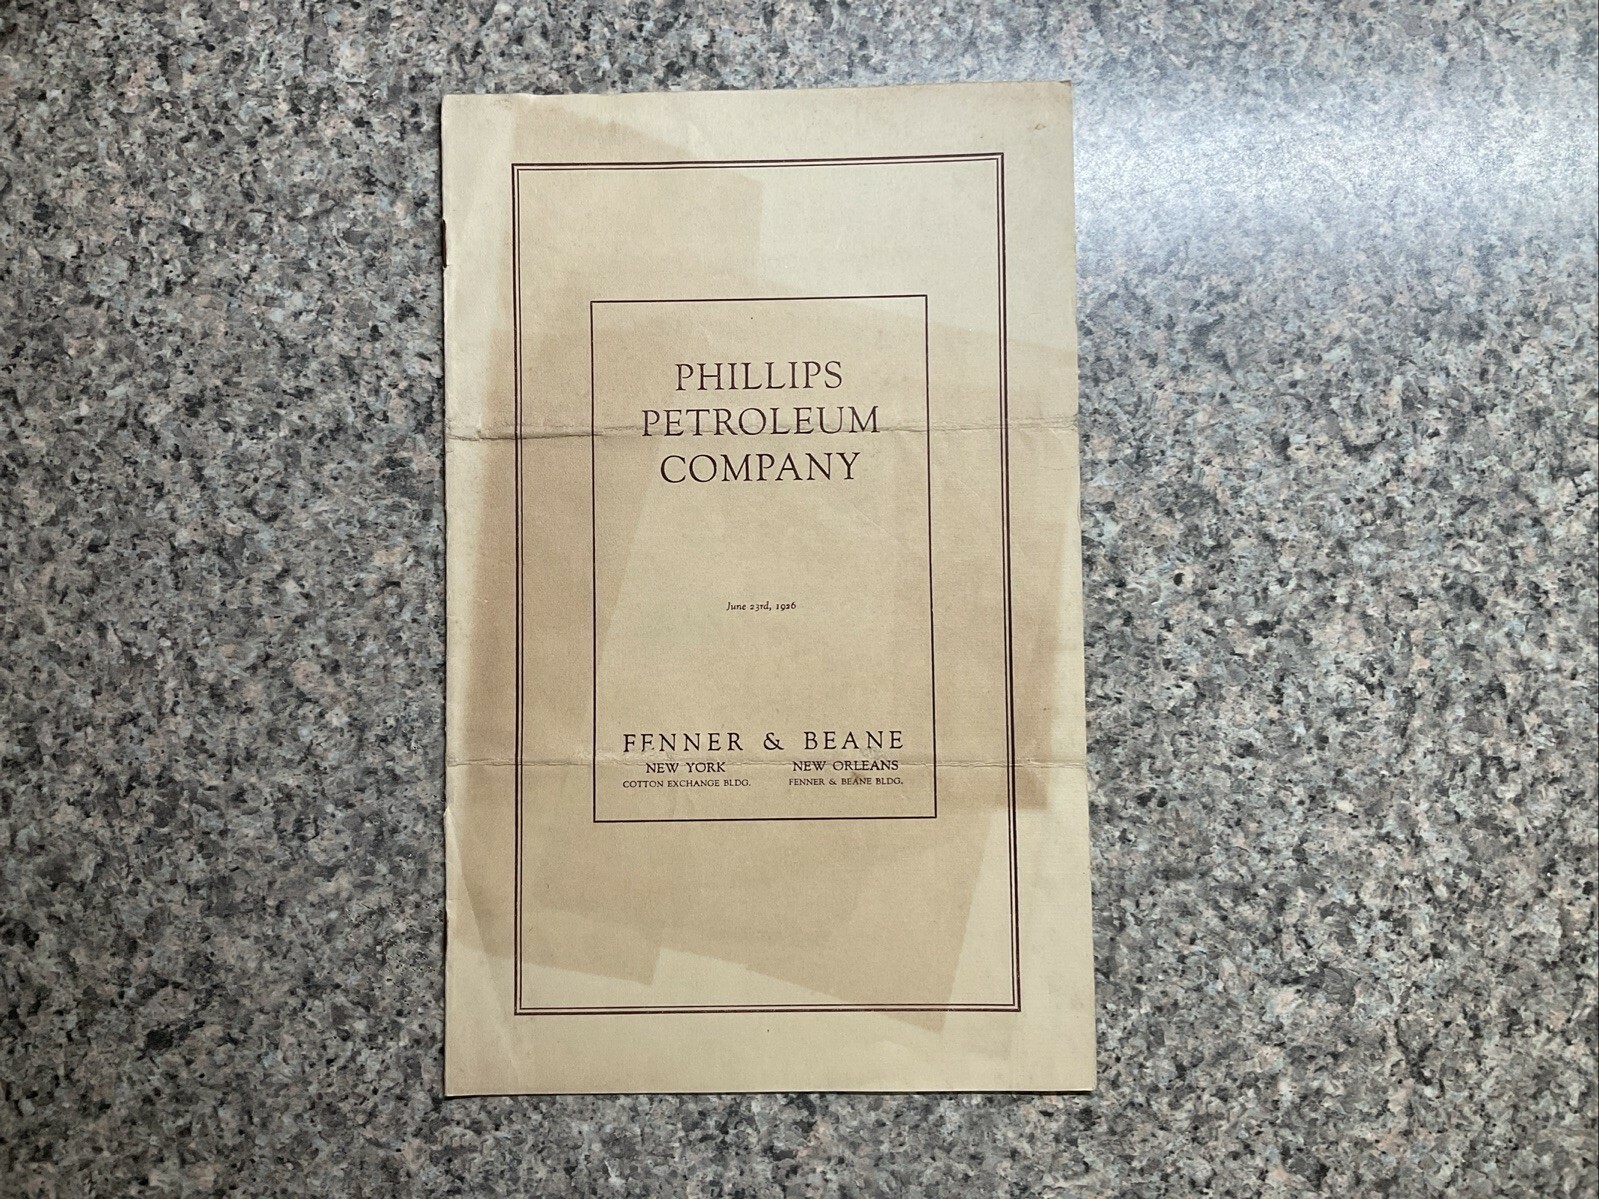 PHILLIPS
PETROLEUM
COMPANY
June 23rd, 1926
FENNER & BEANE
NEW YORK NEW ORLEANS
COTTON EXCHANGE BLDG. FENNER & BEANE BLDG.